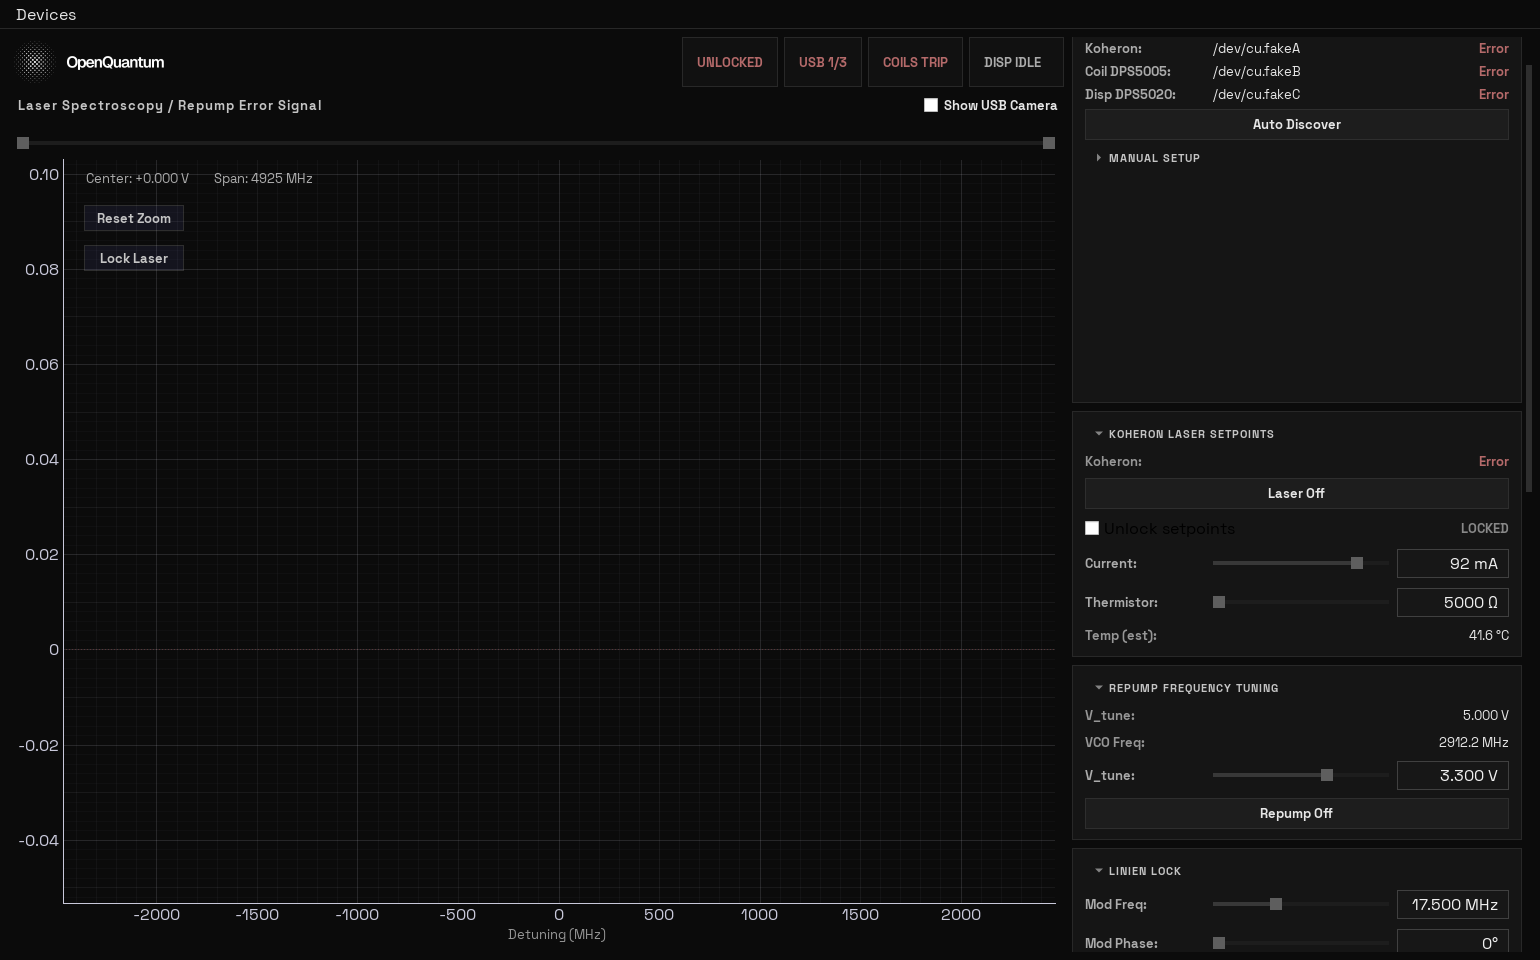 Devices
OpenQuantum
UNLOCKED
USB 1/3
COILS TRIP
DISP IDLE
Laser Spectroscopy / Repump Error Signal
Show USB Camera
Center: +0.000 V Span: 4925 MHz
Reset Zoom
Lock Laser
0.10
0.08
0.06
0.04
0.02
0
-0.02
-0.04
-2000 -1500 -1000 -500 0 500 1000 1500 2000
Detuning (MHz)
Koheron: /dev/cu.fakeA Error
Coil DPS5005: /dev/cu.fakeB Error
Disp DPS5020: /dev/cu.fakeC Error
Auto Discover
MANUAL SETUP
KOHERON LASER SETPOINTS
Koheron: Error
Laser Off
Unlock setpoints LOCKED
Current: 92 mA
Thermistor: 5000 Ω
Temp (est): 41.6 °C
REPUMP FREQUENCY TUNING
V_tune: 5.000 V
VCO Freq: 2912.2 MHz
V_tune: 3.300 V
Repump Off
LINIEN LOCK
Mod Freq: 17.500 MHz
Mod Phase: 0°